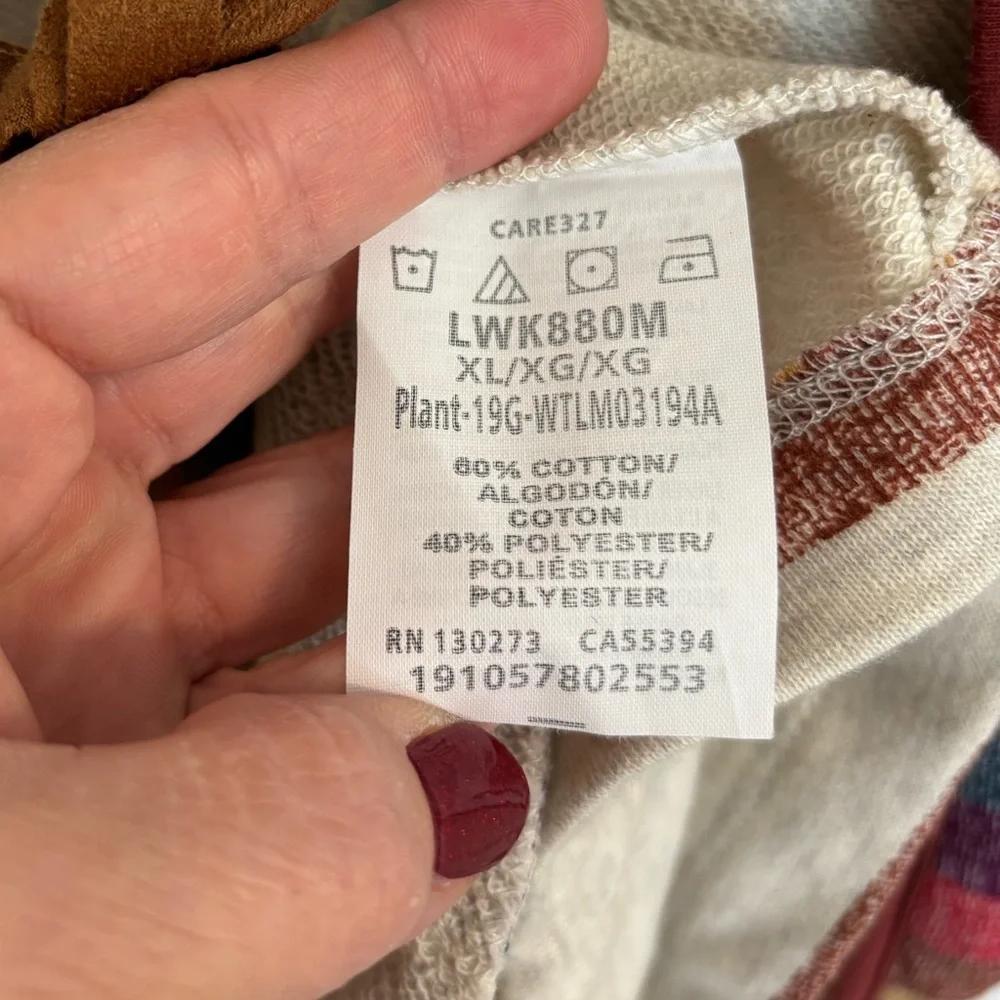 CARE327
LWK880M
XL/XG/XG
Plant-19G-WTLM03194A
60% COTTON/
ALGODÓN/
COTON
40% POLYESTER/
POLIÉSTER/
POLYESTER
RN 130273 CA55394
191057802553